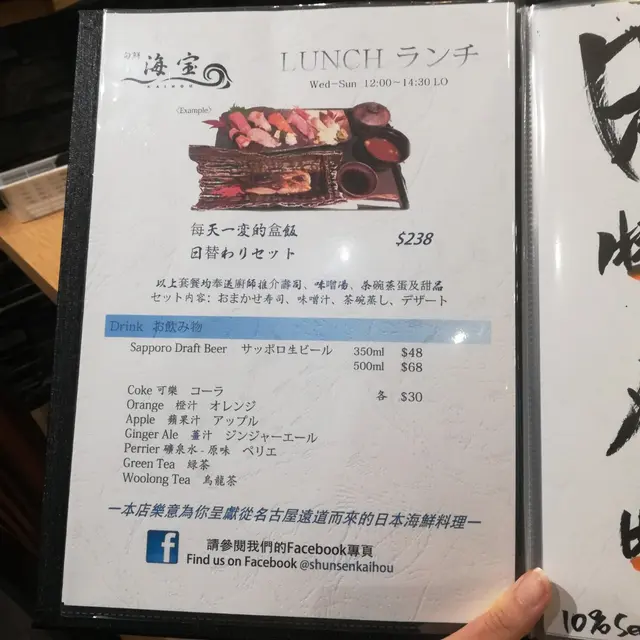 旬鮮 海宝
KAIHOU
LUNCH ランチ
Wed-Sun 12:00~14:30 LO
《Example》
每天一変的盒飯 $238
日替わりセット
以上套餐均奉送廚師推介壽司、味噌湯、茶碗蒸蛋及甜品
セット内容: おまかせ寿司、味噌汁、茶碗蒸し、デザート
Drink お飲み物
Sapporo Draft Beer サッポロ生ビール 350ml $48
500ml $68
Coke 可樂 コーラ 各 $30
Orange 橙汁 オレンジ
Apple 蘋果汁 アップル
Ginger Ale 薑汁 ジンジャーエール
Perrier 礦泉水 - 原味 ペリエ
Green Tea 緑茶
Woolong Tea 烏龍茶
一本店樂意為你呈獻從名古屋遠道而來的日本海鮮料理一
f 請參閱我們的Facebook專頁
Find us on Facebook @shunsenkaihou
10%